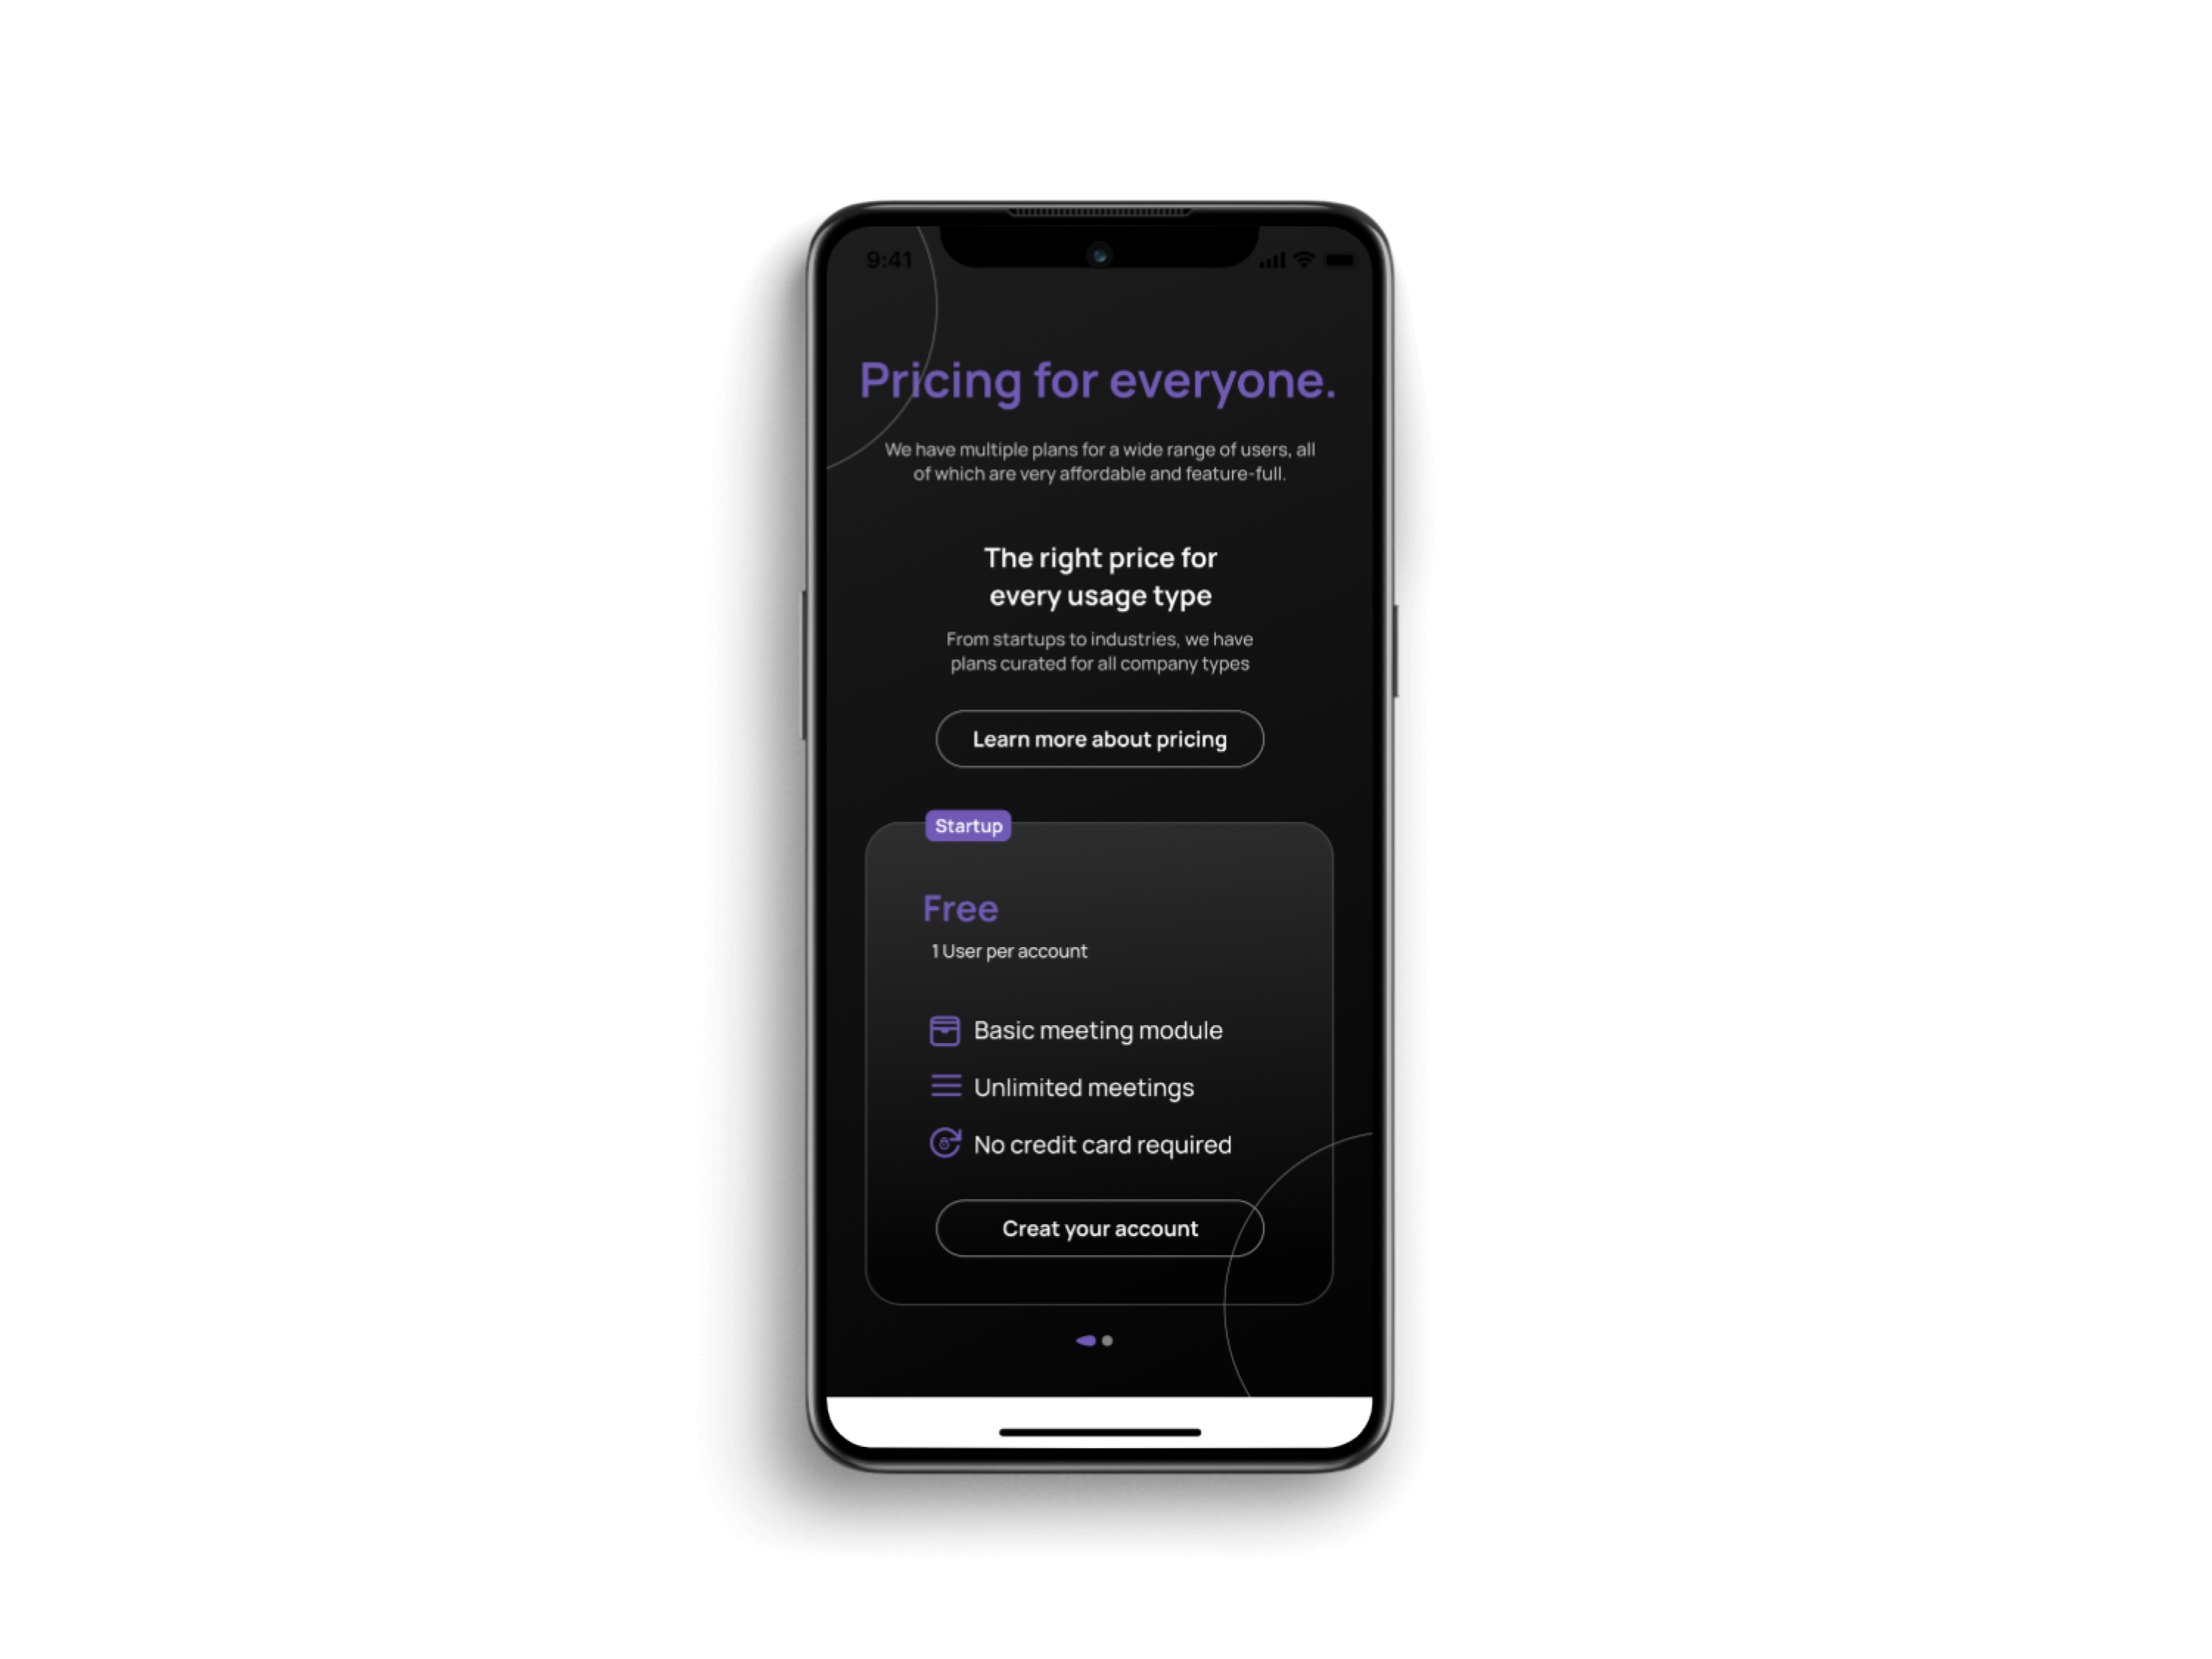 9:41
Pricing for everyone.
We have multiple plans for a wide range of users, all
of which are very affordable and feature-full.
The right price for
every usage type
From startups to industries, we have
plans curated for all company types
Learn more about pricing
Startup
Free
1 User per account
Basic meeting module
Unlimited meetings
No credit card required
Creat your account